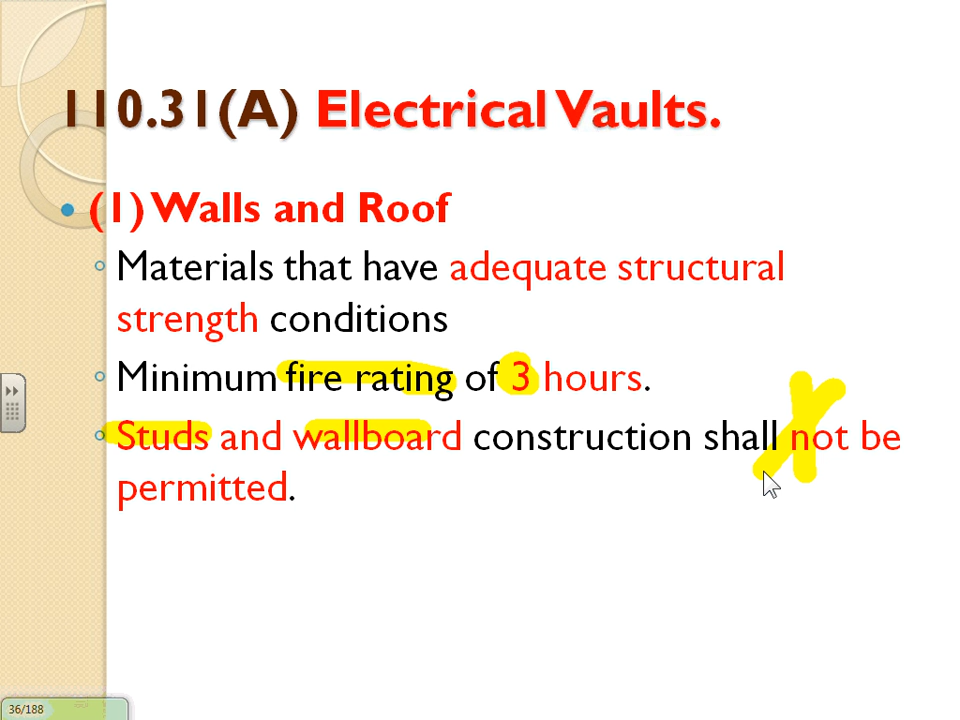 110.31(A) Electrical Vaults.
• (1) Walls and Roof
◦ Materials that have adequate structural
strength conditions
◦ Minimum fire rating of 3 hours.
◦ Studs and wallboard construction shall not be
permitted.
36/188